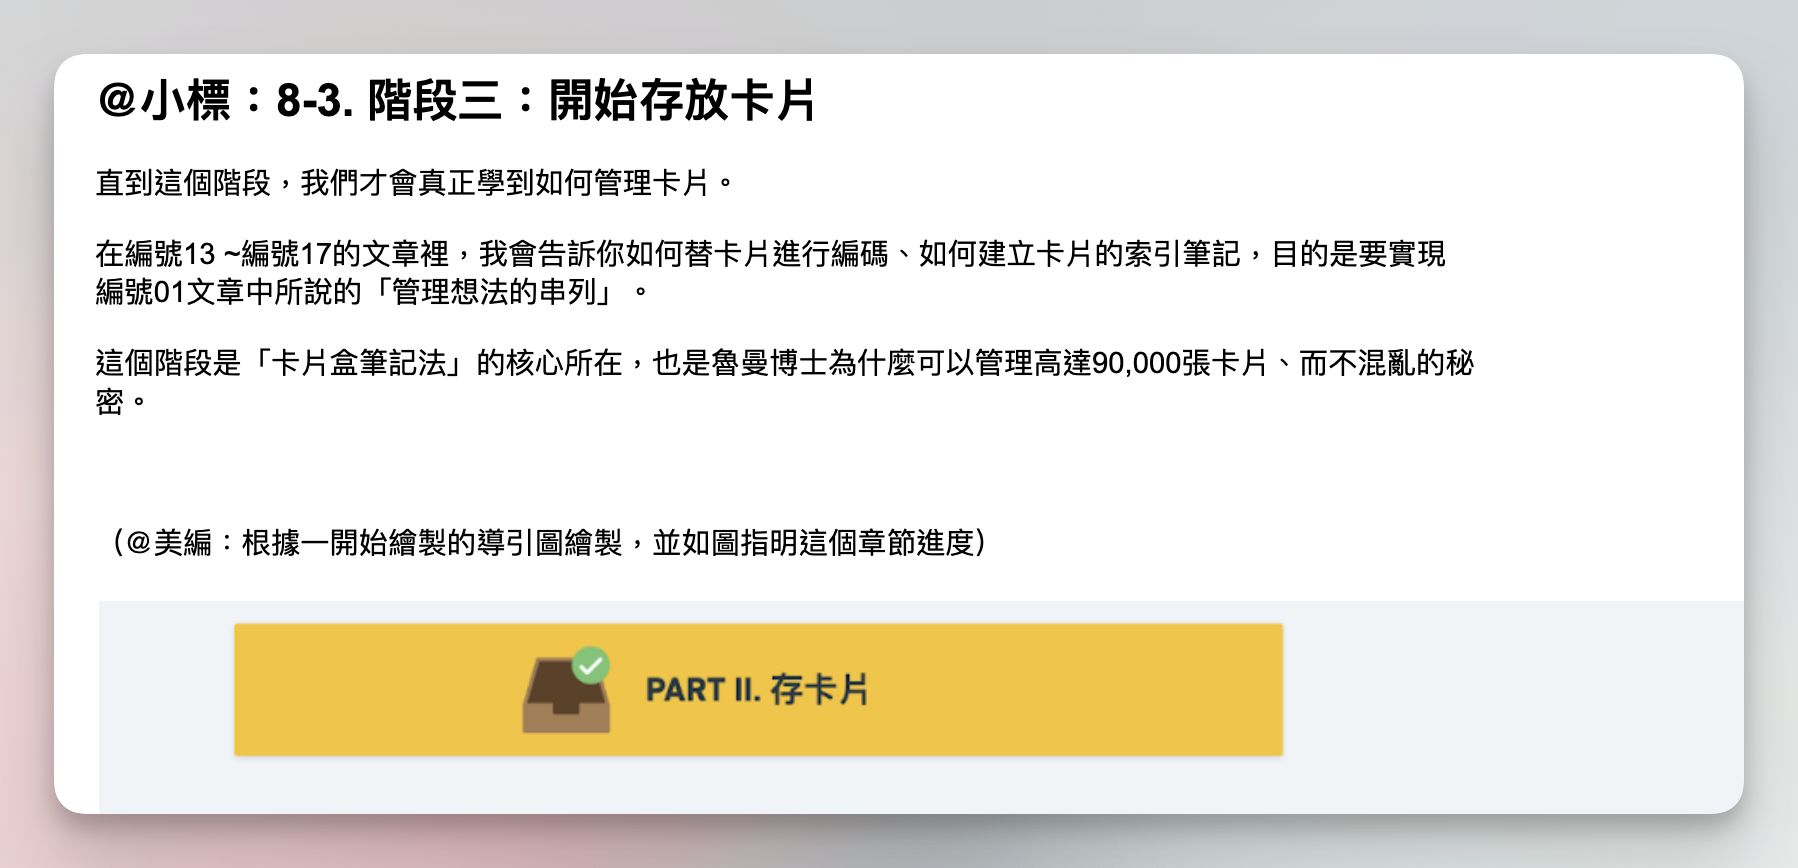 @小標：8-3. 階段三：開始存放卡片
直到這個階段，我們才會真正學到如何管理卡片。
在編號13 ~編號17的文章裡，我會告訴你如何替卡片進行編碼、如何建立卡片的索引筆記，目的是要實現
編號01文章中所說的「管理想法的串列」。
這個階段是「卡片盒筆記法」的核心所在，也是魯曼博士為什麼可以管理高達90,000張卡片、而不混亂的秘
密。
（@美編：根據一開始繪製的導引圖繪製，並如圖指明這個章節進度）
PART II. 存卡片